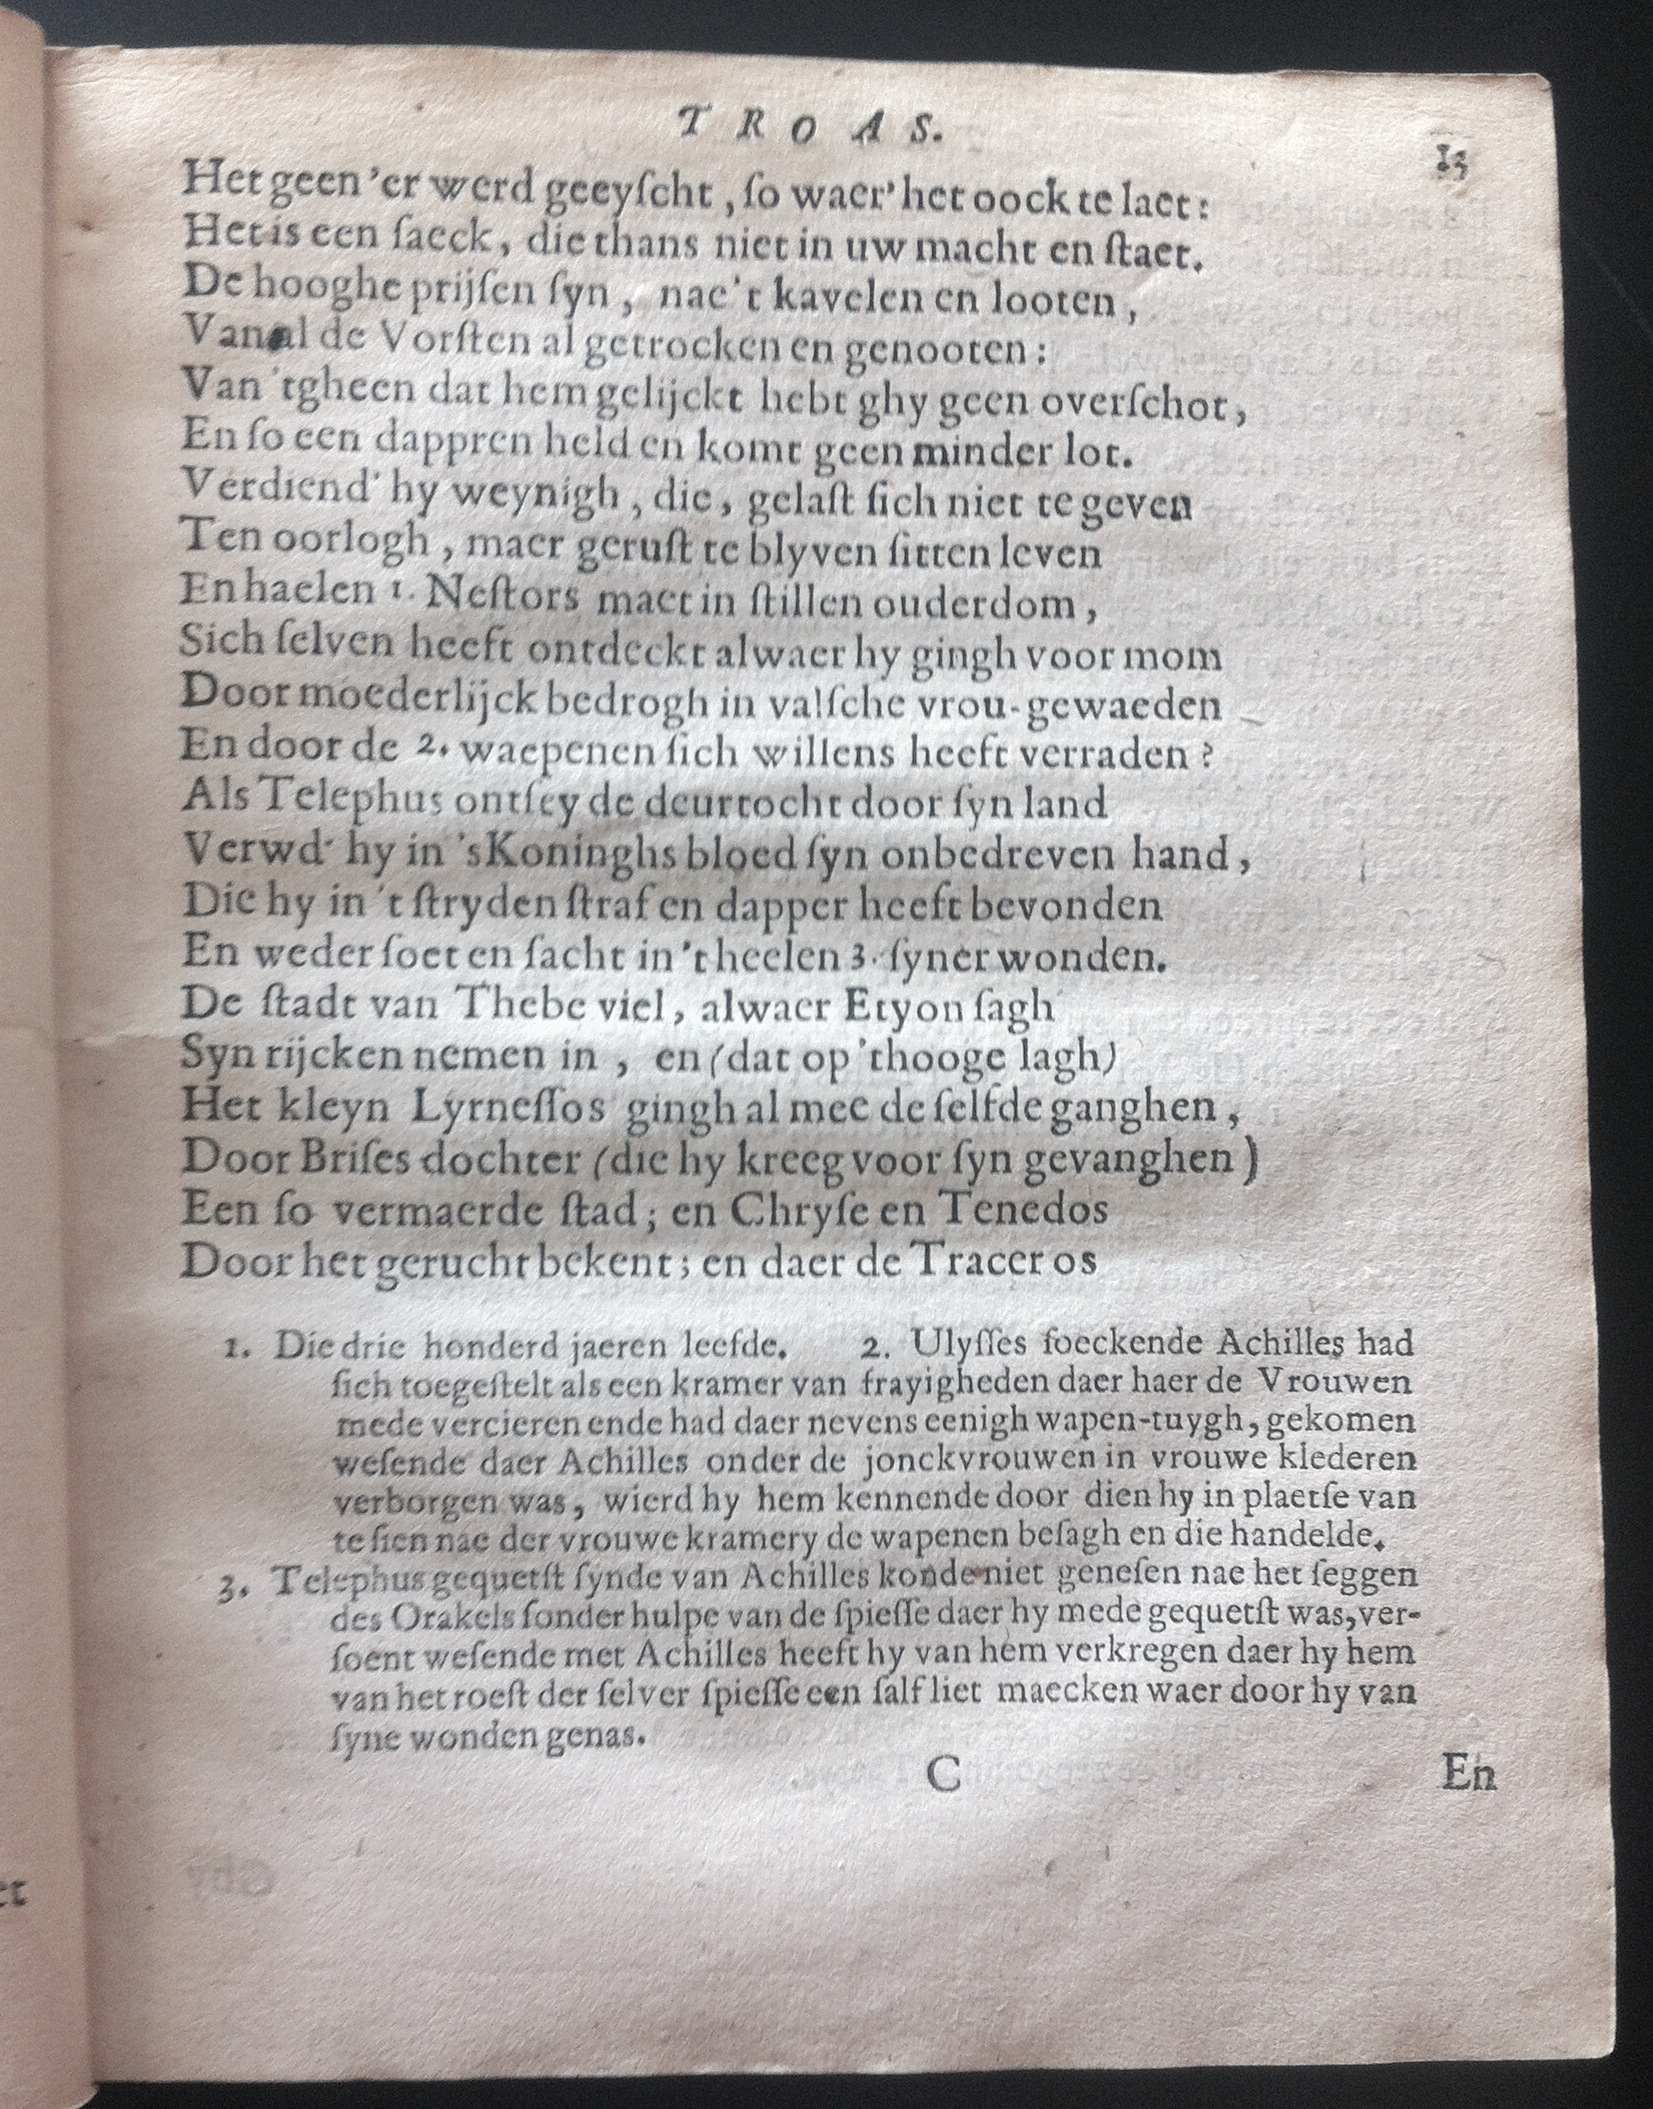 TROAS.
15
Het geen 'er werd geeyſcht, ſo waer' het oock te laet:
Het is een ſaeck, die thans niet in uw macht en ſtaet.
De hooghe prijſen ſyn, nae 't kavelen en looten,
Van al de Vorſten al getrocken en genooten:
Van 'tgheen dat hem gelijckt hebt ghy geen overſchot,
En ſo een dappren held en komt geen minder lot.
Verdiend' hy weynigh, die, gelaſt ſich niet te geven
Ten oorlogh, maer geruſt te blyven ſitten leven
En haelen 1. Neſtors maet in ſtillen ouderdom,
Sich ſelven heeft ontdeckt alwaer hy gingh voor mom
Door moederlijck bedrogh in valſche vrou-gewaeden
En door de 2. waepenen ſich willens heeft verraden?
Als Telephus ontſey de deurtocht door ſyn land
Verwd' hy in 'sKoninghs bloed ſyn onbedreven hand,
Die hy in 't ſtryden ſtraf en dapper heeft bevonden
En weder ſoet en ſacht in 't heelen 3. ſyner wonden.
De ſtadt van Thebe viel, alwaer Etyon ſagh
Syn rijcken nemen in, en (dat op 'thooge lagh)
Het kleyn Lyrneſſos gingh al mee de ſelfde ganghen,
Door Briſes dochter (die hy kreeg voor ſyn gevanghen)
Een ſo vermaerde ſtad; en Chryſe en Tenedos
Door het gerucht bekent; en daer de Tracer os
1. Die drie honderd jaeren leefde. 2. Ulyſſes ſoeckende Achilles had
ſich toegeſtelt als een kramer van frayigheden daer haer de Vrouwen
mede vercieren ende had daer nevens eenigh wapen-tuygh, gekomen
weſende daer Achilles onder de jonckvrouwen in vrouwe klederen
verborgen was, wierd hy hem kennende door dien hy in plaetſe van
te ſien nae der vrouwe kramery de wapenen beſagh en die handelde.
3. Telephus gequetſt ſynde van Achilles konde niet geneſen nae het ſeggen
des Orakels ſonder hulpe van de ſpieſſe daer hy mede gequetſt was, ver-
ſoent weſende met Achilles heeft hy van hem verkregen daer hy hem
van het roeſt der ſelver ſpieſſe een ſalf liet maecken waer door hy van
ſyne wonden genas.
C En